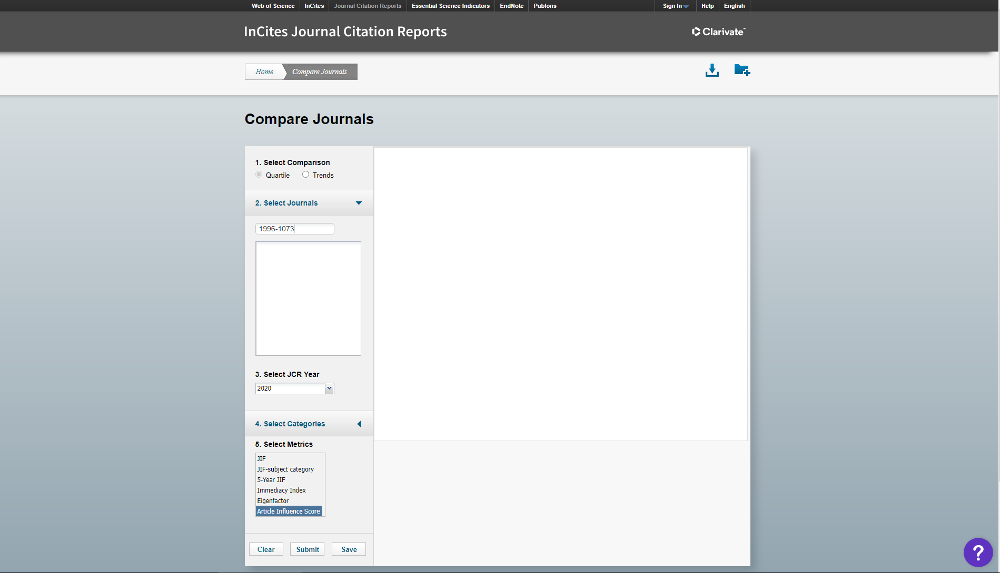 Web of Science InCites Journal Citation Reports Essential Science Indicators EndNote Publons Sign In Help English
InCites Journal Citation Reports
Clarivate™
Home Compare Journals
Compare Journals
1. Select Comparison
Quartile Trends
2. Select Journals
1996-1073
3. Select JCR Year
2020
4. Select Categories
5. Select Metrics
JIF
JIF-subject category
5-Year JIF
Immediacy Index
Eigenfactor
Article Influence Score
Clear Submit Save
?